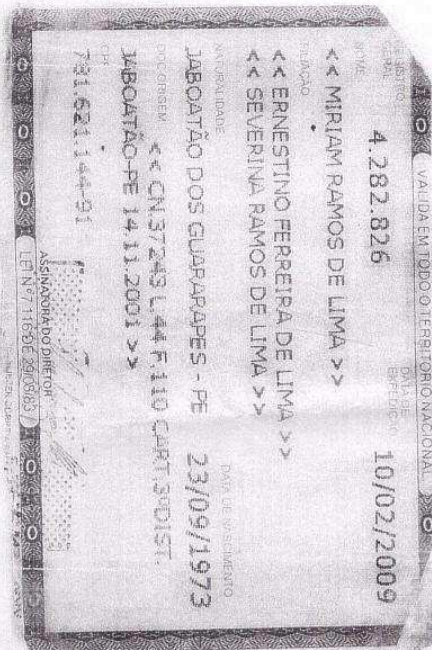 VALIDA EM TODO O TERRITORIO NACIONAL
REGISTRO GERAL 4.282.826 DATA DE EXPEDIÇÃO 10/02/2009
NOME
<< MIRIAM RAMOS DE LIMA >>
FILIAÇÃO
<< ERNESTINO FERREIRA DE LIMA >>
<< SEVERINA RAMOS DE LIMA >>
NATURALIDADE DATA DE NASCIMENTO
JABOATÃO DOS GUARARAPES - PE 23/09/1973
DOC ORIGEM
<< CN.37243 L.44 F.110 CART.3ºDIST.
JABOATÃO-PE 14.11.2001 >>
CPF
791.621.144-91
ASSINATURA DO DIRETOR
LEI Nº 7.116 DE 29/08/83